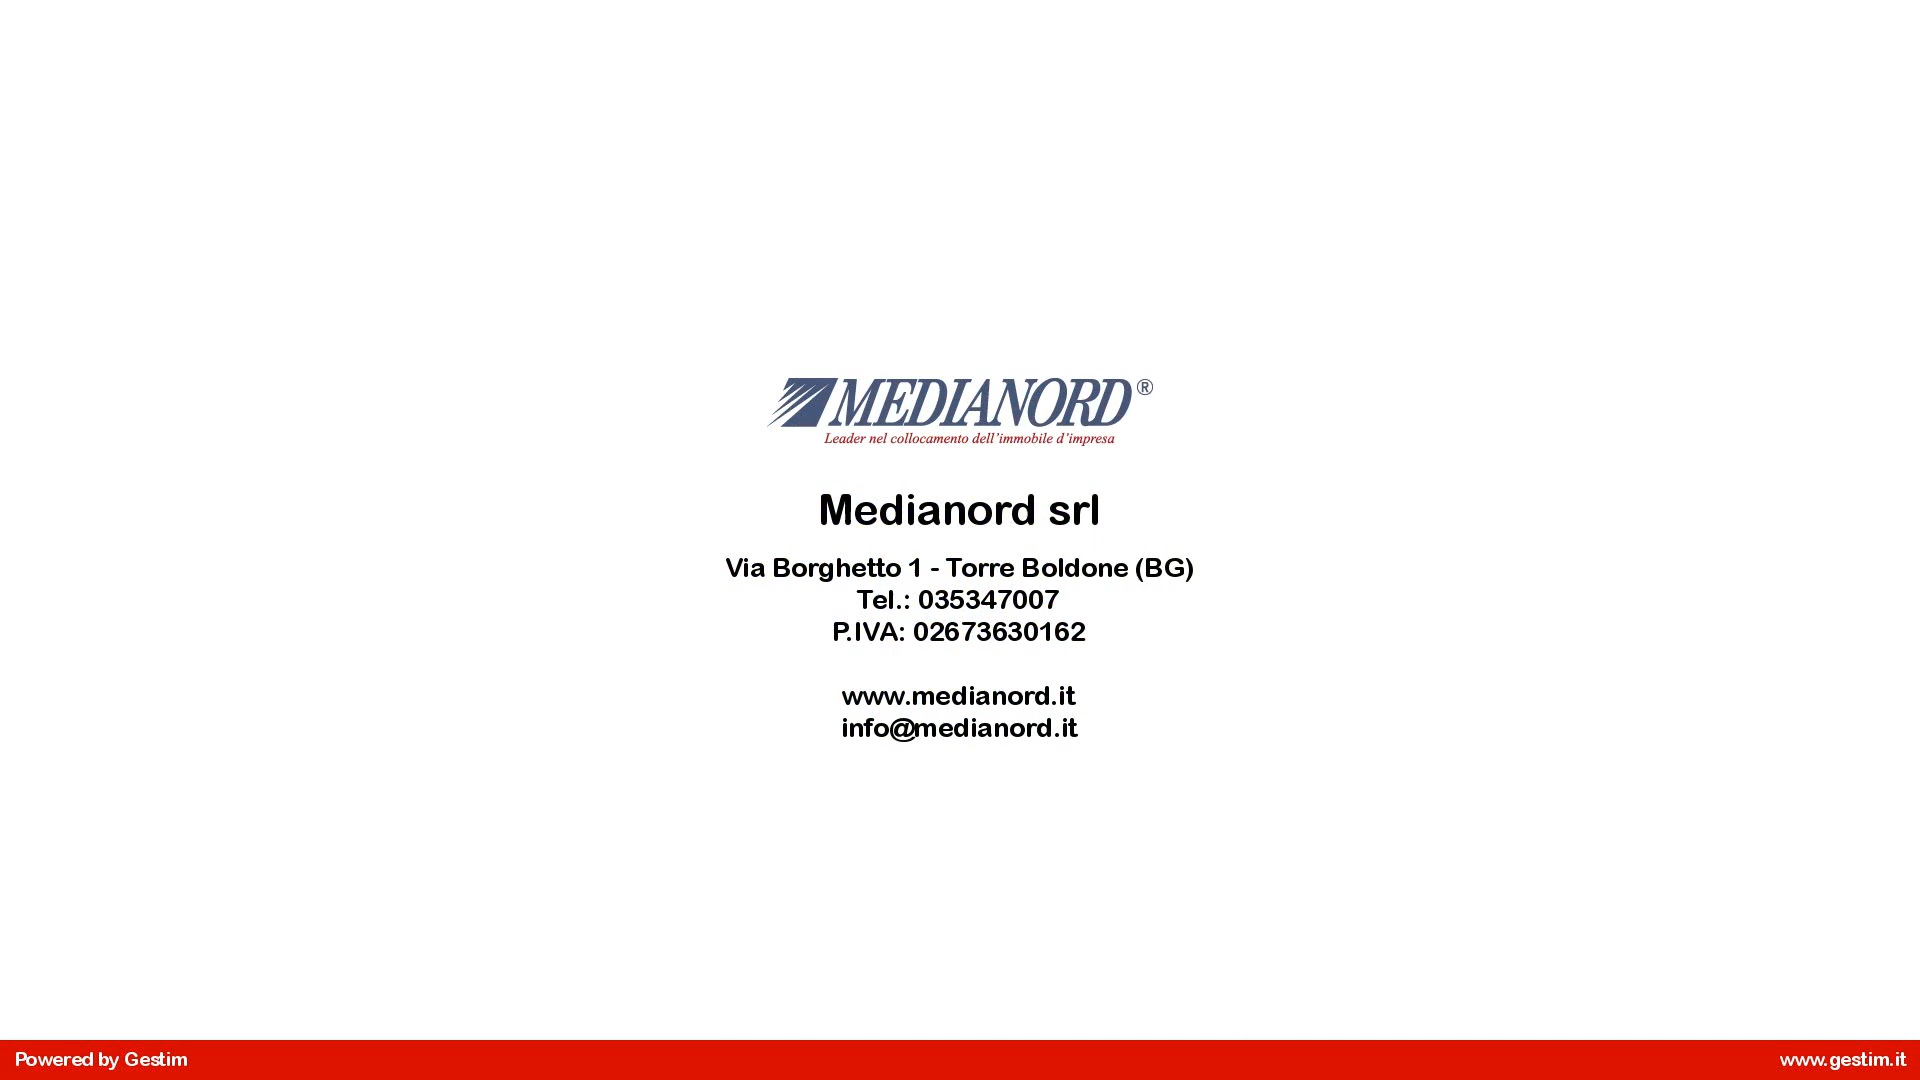 MEDIANORD®
Leader nel collocamento dell'immobile d'impresa
Medianord srl
Via Borghetto 1 - Torre Boldone (BG)
Tel.: 035347007
P.IVA: 02673630162
www.medianord.it
info@medianord.it
Powered by Gestim
www.gestim.it